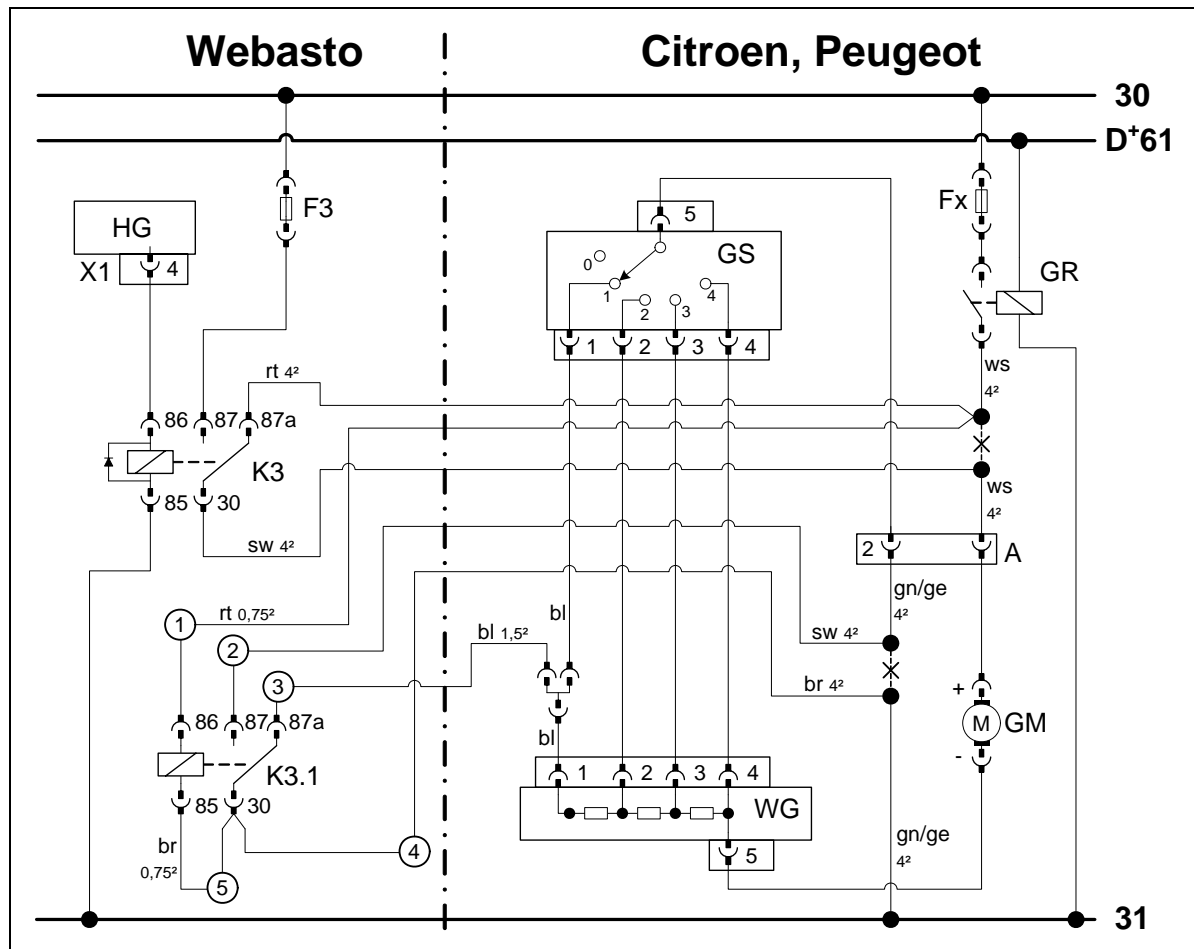 Webasto
Citroen, Peugeot
30
D+61
F3
Fx
HG
X1
4
5
GS
0
1
2
3
4
GR
1
2
3
4
ws
4²
rt 4²
86
87
87a
K3
85
30
sw 4²
ws
4²
2
A
gn/ge
4²
rt 0,75²
1
2
3
bl 1,5²
bl
sw 4²
br 4²
86
87
87a
K3.1
85
30
bl
+
M
GM
-
1
2
3
4
WG
5
br
0,75²
5
4
gn/ge
4²
31